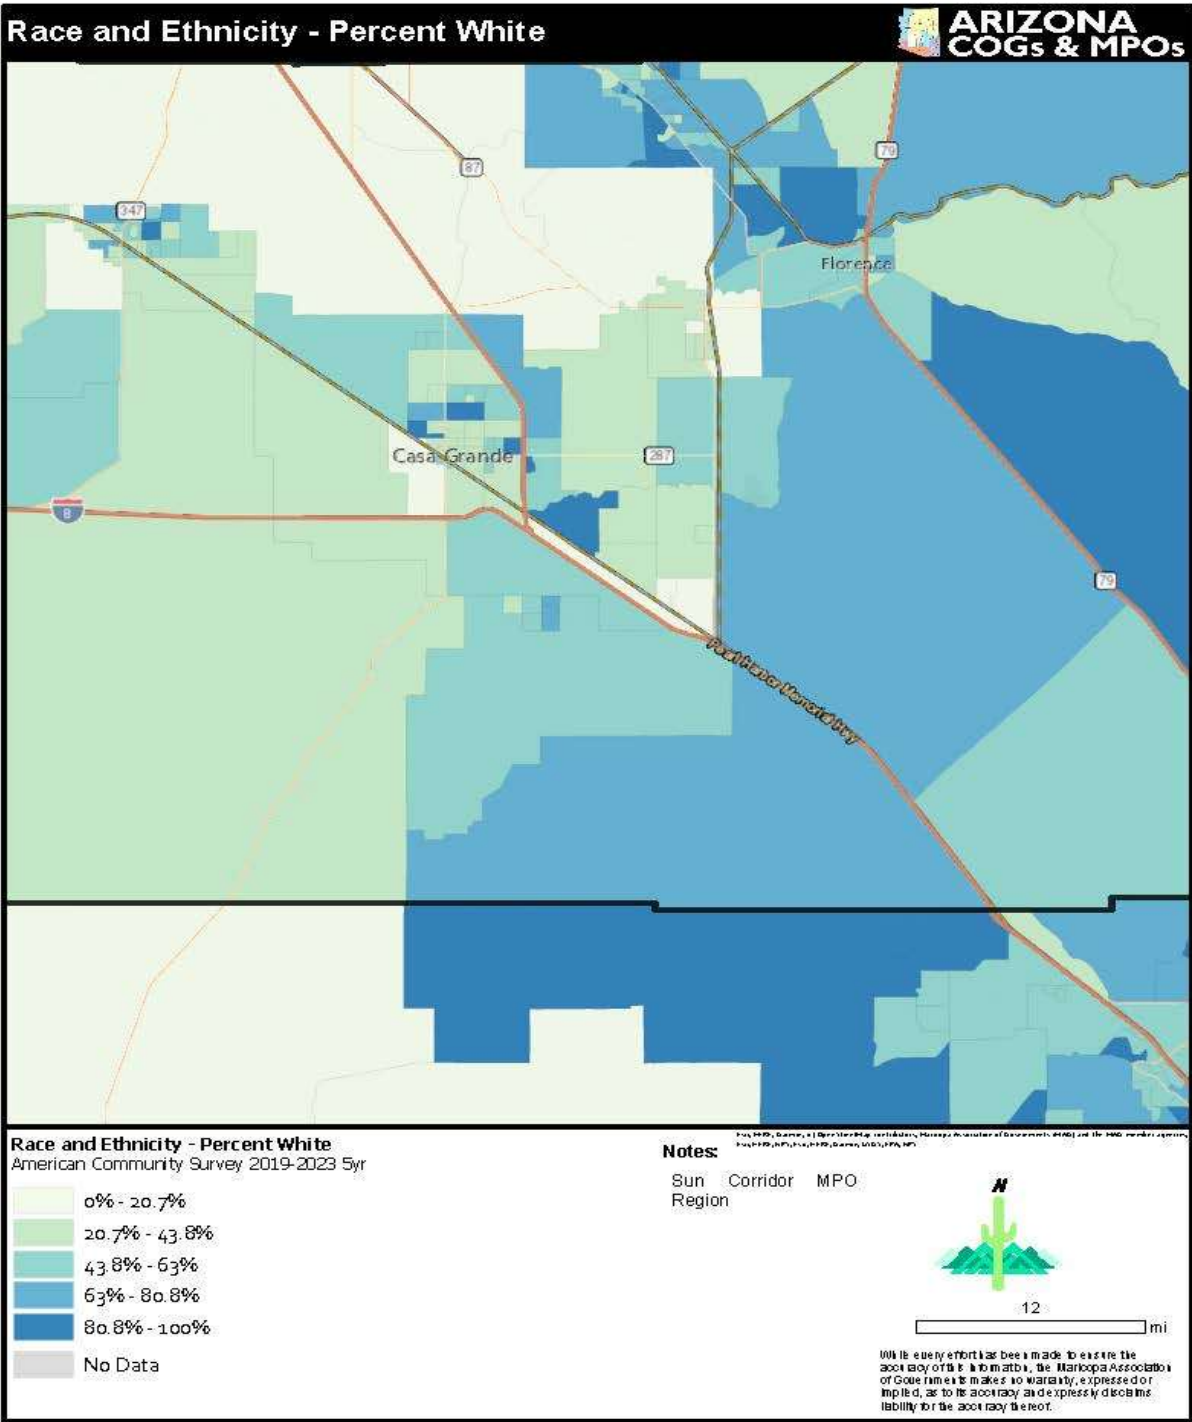 Race and Ethnicity - Percent White
ARIZONA
COGs & MPOs
87
79
347
Florence
Casa Grande
287
8
79
Pearl Harbor Memorial Hwy
Race and Ethnicity - Percent White
American Community Survey 2019-2023 5yr
0% - 20.7%
20.7% - 43.8%
43.8% - 63%
63% - 80.8%
80.8% - 100%
No Data
Notes:
Sun Corridor MPO
Region
N
12
mi
While every effort has been made to ensure the
accuracy of this information, the Maricopa Association
of Governments makes no warranty, expressed or
implied, as to its accuracy and expressly disclaims
liability for the accuracy thereof.